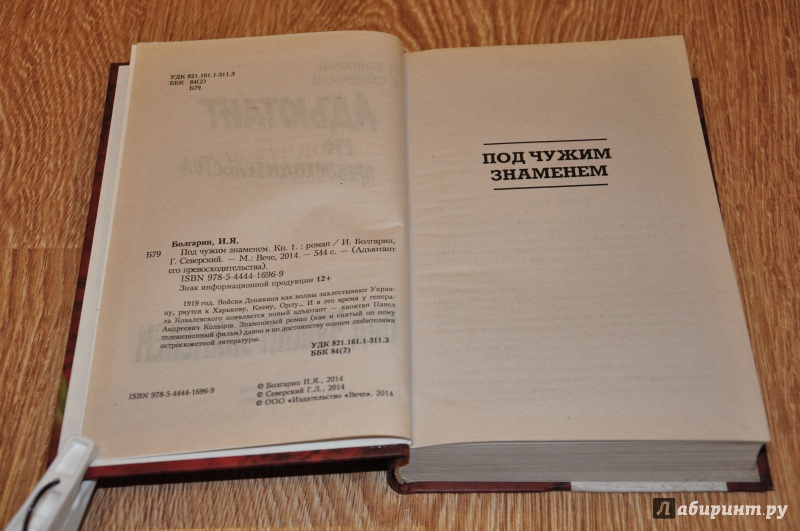 УДК 821.161.1-311.3
ББК 84(2)
Б79
БОЛГАРИН
СЕВЕРСКИЙ
АДЪЮТАНТ
ЕГО
ПРЕВОСХОДИТЕЛЬСТВА
Болгарин, И.Я.
Б79 Под чужим знаменем. Кн. 1. : роман / И. Болгарин,
Г. Северский. — М.: Вече, 2014. — 544 с. — (Адъютант
его превосходительства).
ISBN 978-5-4444-1696-9
Знак информационной продукции 12+
1919 год. Войска Деникина как волны захлестывают Украи-
ну, рвутся к Харькову, Киеву, Орлу... И в это время у генера-
ла Ковалевского появляется новый адъютант — капитан Павел
Андреевич Кольцов. Знаменитый роман (как и снятый по нему
телевизионный фильм) давно и по достоинству оценен любителями
остросюжетной литературы.
УДК 821.161.1-311.3
ББК 84(2)
ISBN 978-5-4444-1696-9
© Болгарин И.Я., 2014
© Северский Г.Л., 2014
© ООО «Издательство «Вече», 2014
ПОД ЧУЖИМ
ЗНАМЕНЕМ
Лабиринт.ру